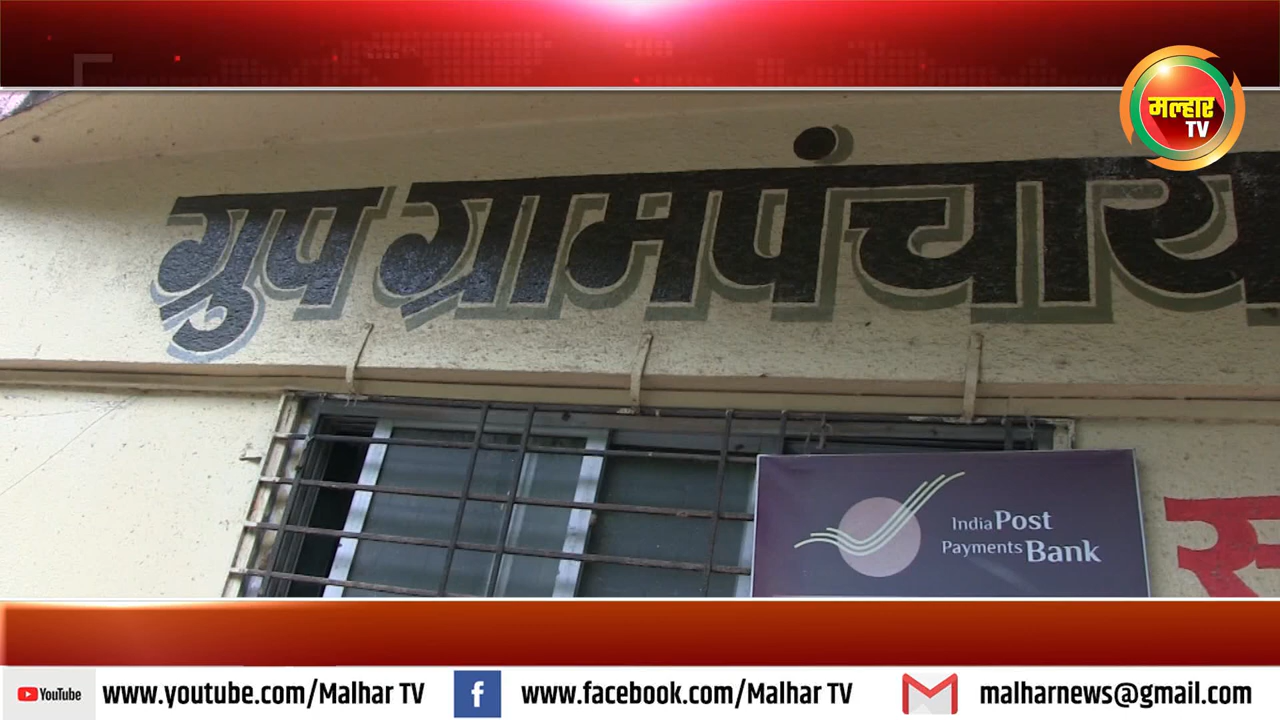 मल्हार
TV
ग्रुप ग्रामपंचाय
India Post
Payments Bank
YouTube
www.youtube.com/Malhar TV
www.facebook.com/Malhar TV
malharnews@gmail.com